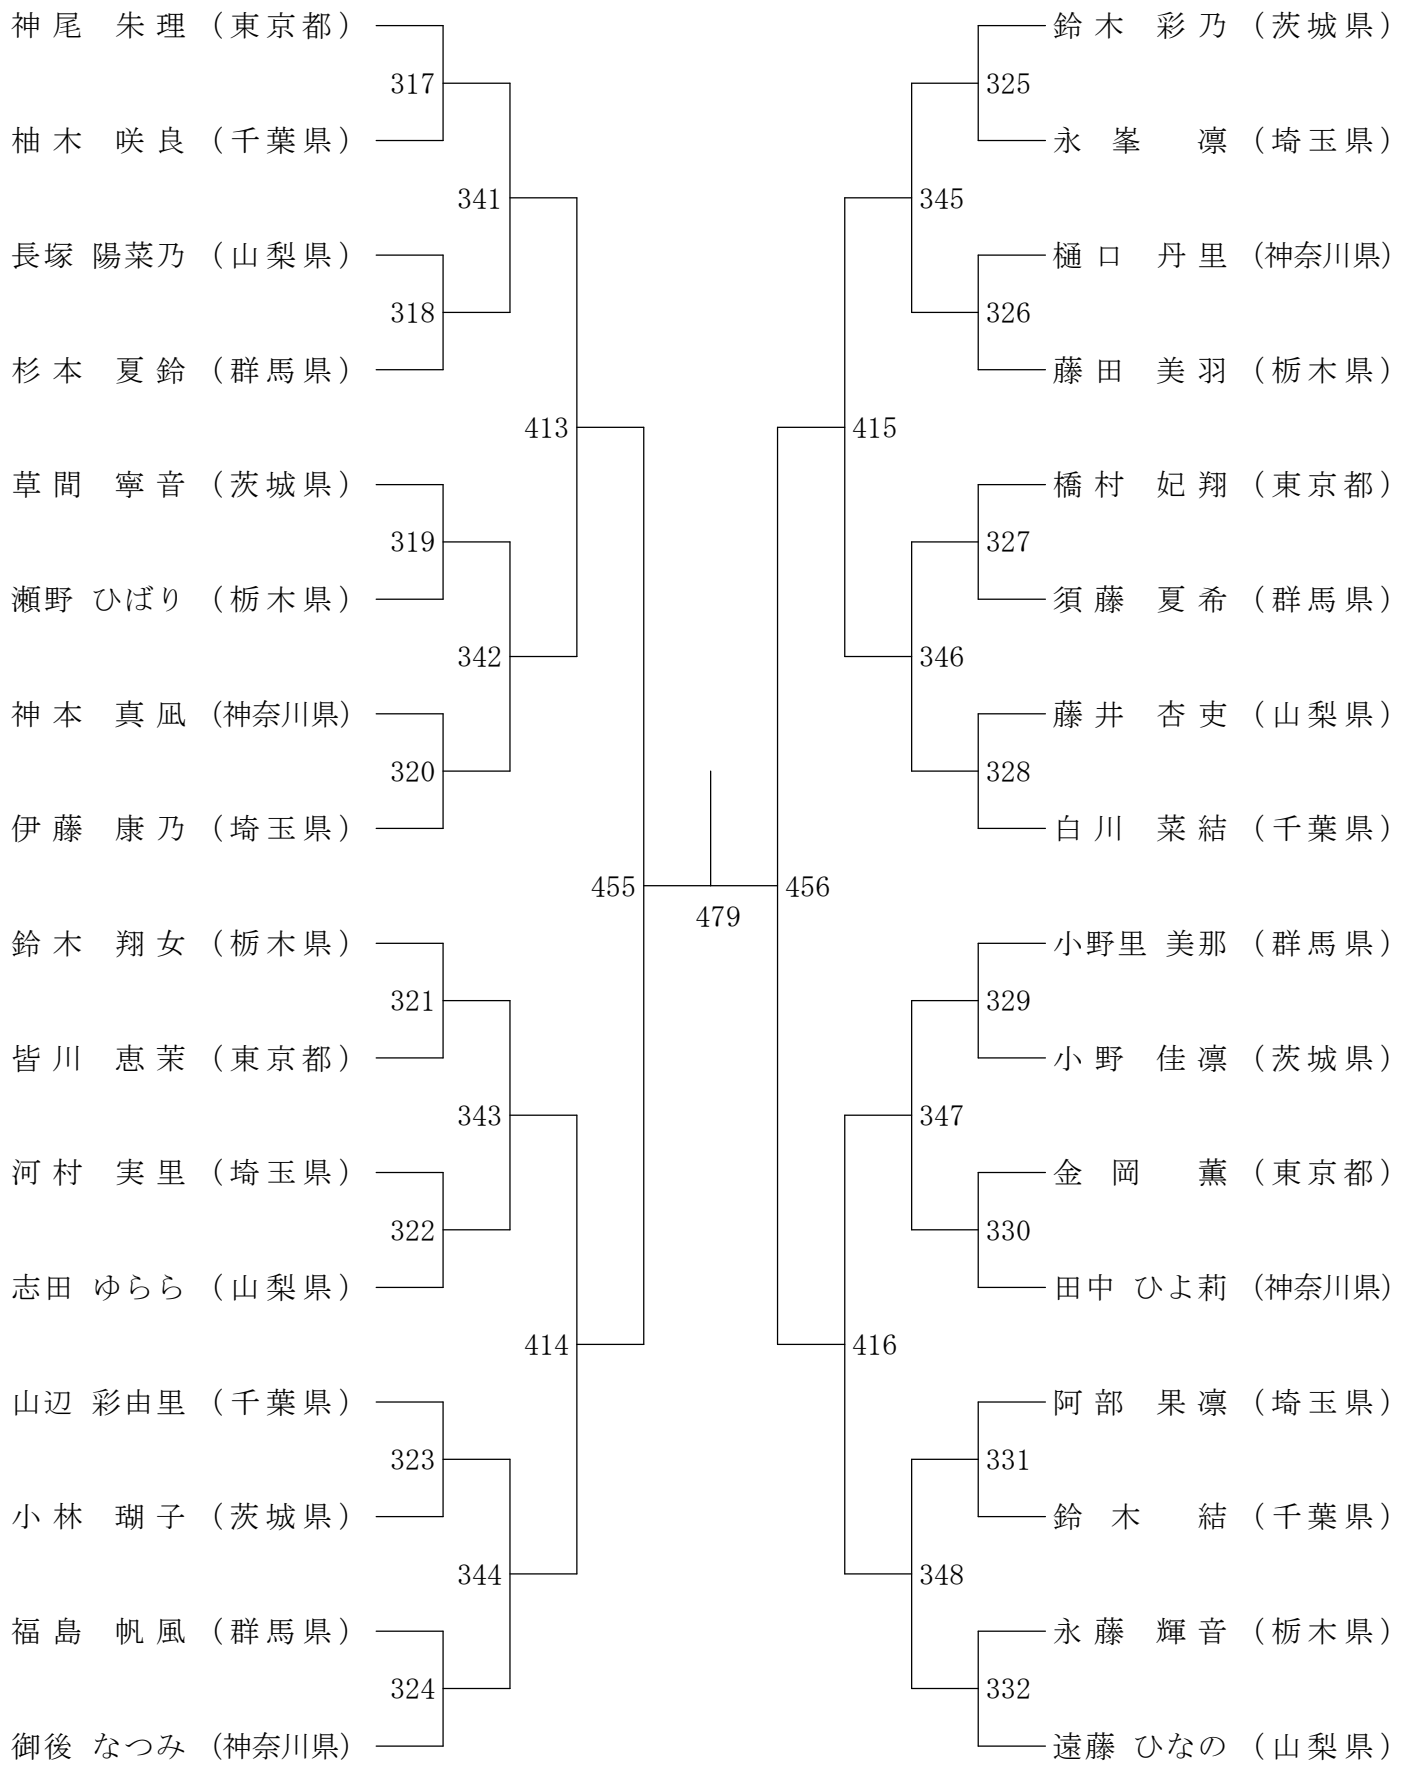 神尾 朱理 (東京都)
317
柚木 咲良 (千葉県)
341
長塚 陽菜乃 (山梨県)
318
杉本 夏鈴 (群馬県)
413
草間 寧音 (茨城県)
319
瀬野 ひばり (栃木県)
342
神本 真凪 (神奈川県)
320
伊藤 康乃 (埼玉県)
455
鈴木 翔女 (栃木県)
321
皆川 恵茉 (東京都)
343
河村 実里 (埼玉県)
322
志田 ゆらら (山梨県)
414
山辺 彩由里 (千葉県)
323
小林 瑚子 (茨城県)
344
福島 帆風 (群馬県)
324
御後 なつみ (神奈川県)
479
鈴木 彩乃 (茨城県)
325
永峯 凛 (埼玉県)
345
樋口 丹里 (神奈川県)
326
藤田 美羽 (栃木県)
415
橋村 妃翔 (東京都)
327
須藤 夏希 (群馬県)
346
藤井 杏吏 (山梨県)
328
白川 菜結 (千葉県)
456
小野里 美那 (群馬県)
329
小野 佳凛 (茨城県)
347
金岡 薫 (東京都)
330
田中 ひよ莉 (神奈川県)
416
阿部 果凛 (埼玉県)
331
鈴木 結 (千葉県)
348
永藤 輝音 (栃木県)
332
遠藤 ひなの (山梨県)